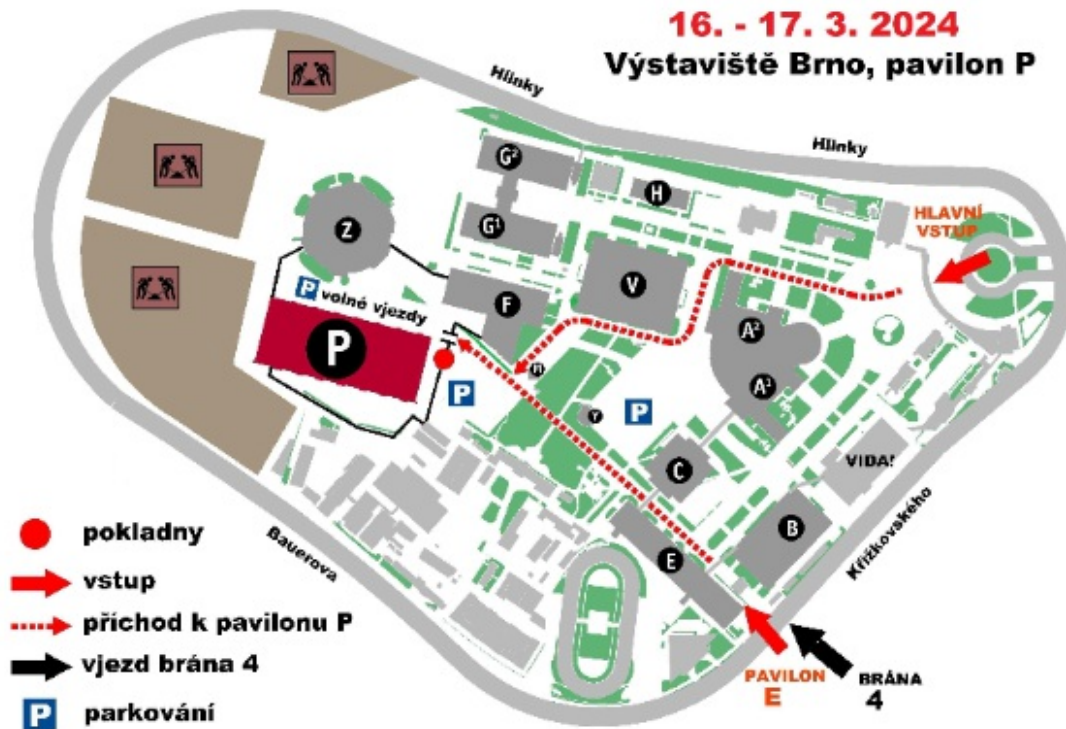 16. - 17. 3. 2024
Výstaviště Brno, pavilon P
Hlinky
Hlinky
HLAVNÍ
VSTUP
G²
H
G¹
Z
V
F
P volné vjezdy
P
A²
A¹
P
P
Y
C
VIDA!
B
E
Křížkovského
Bauerova
PAVILON
E
BRÁNA
4
pokladny
vstup
příchod k pavilonu P
vjezd brána 4
P parkování